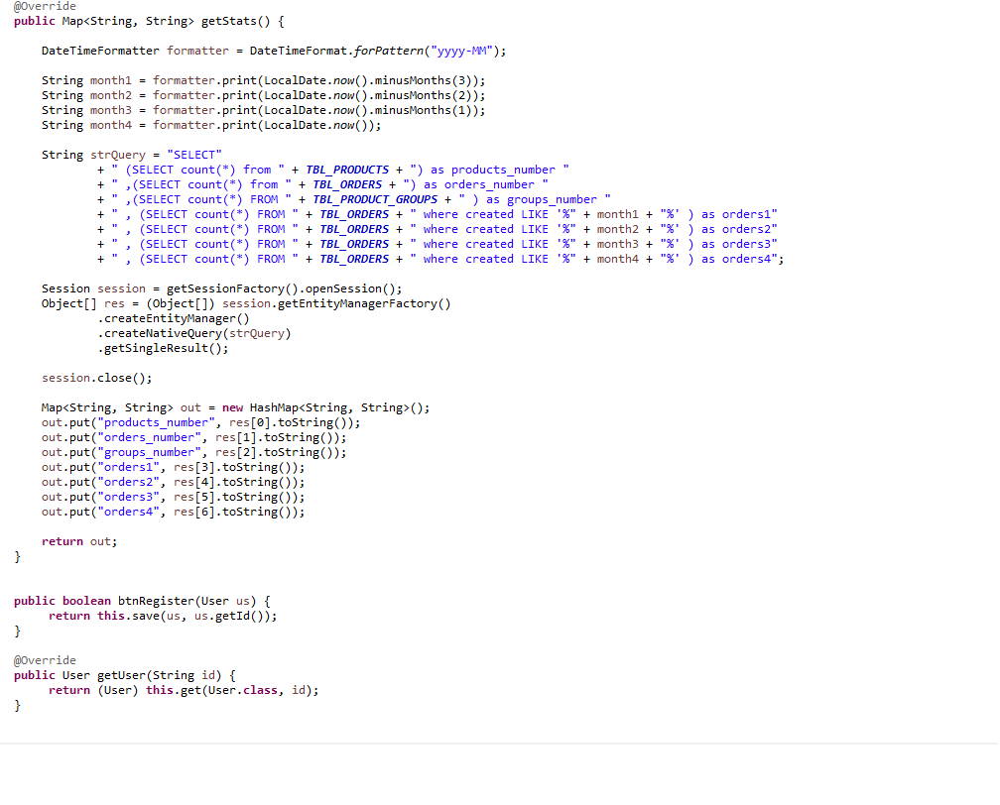 @Override
public Map<String, String> getStats() {
DateTimeFormatter formatter = DateTimeFormat.forPattern("yyyy-MM");
String month1 = formatter.print(LocalDate.now().minusMonths(3));
String month2 = formatter.print(LocalDate.now().minusMonths(2));
String month3 = formatter.print(LocalDate.now().minusMonths(1));
String month4 = formatter.print(LocalDate.now());
String strQuery = "SELECT"
+ " (SELECT count(*) from " + TBL_PRODUCTS + ") as products_number "
+ " ,(SELECT count(*) from " + TBL_ORDERS + ") as orders_number "
+ " ,(SELECT count(*) FROM " + TBL_PRODUCT_GROUPS + " ) as groups_number "
+ " , (SELECT count(*) FROM " + TBL_ORDERS + " where created LIKE '%" + month1 + "%' ) as orders1"
+ " , (SELECT count(*) FROM " + TBL_ORDERS + " where created LIKE '%" + month2 + "%' ) as orders2"
+ " , (SELECT count(*) FROM " + TBL_ORDERS + " where created LIKE '%" + month3 + "%' ) as orders3"
+ " , (SELECT count(*) FROM " + TBL_ORDERS + " where created LIKE '%" + month4 + "%' ) as orders4";
Session session = getSessionFactory().openSession();
Object[] res = (Object[]) session.getEntityManagerFactory()
.createEntityManager()
.createNativeQuery(strQuery)
.getSingleResult();
session.close();
Map<String, String> out = new HashMap<String, String>();
out.put("products_number", res[0].toString());
out.put("orders_number", res[1].toString());
out.put("groups_number", res[2].toString());
out.put("orders1", res[3].toString());
out.put("orders2", res[4].toString());
out.put("orders3", res[5].toString());
out.put("orders4", res[6].toString());
return out;
}
public boolean btnRegister(User us) {
return this.save(us, us.getId());
}
@Override
public User getUser(String id) {
return (User) this.get(User.class, id);
}